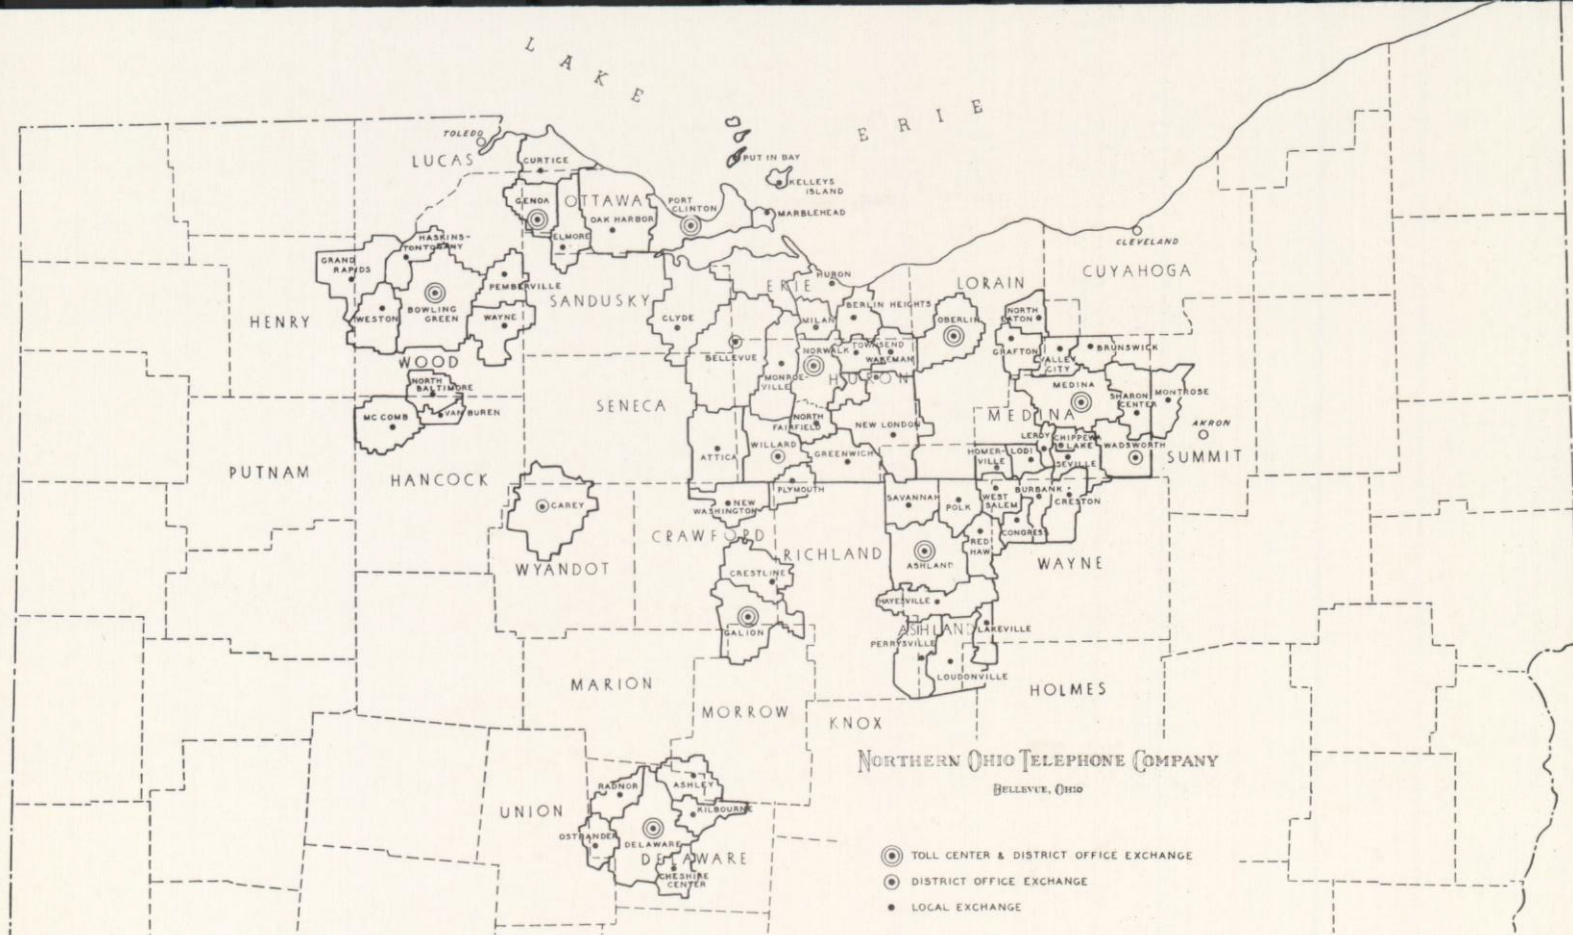 LAKE
ERIE
TOLEDO
LUCAS
CURTICE
PUT IN BAY
KELLEYS
ISLAND
GENOA
OTTAWA
PORT
CLINTON
MARBLEHEAD
OAK HARBOR
ELMORE
CLEVELAND
HASKINS-
TONTOGANY
GRAND
RAPIDS
PEMBERVILLE
SANDUSKY
ERIE
HURON
LORAIN
CUYAHOGA
HENRY
WESTON
BOWLING
GREEN
WAYNE
CLYDE
MILAN
BERLIN HEIGHTS
OBERLIN
NORTH
EATON
WOOD
BELLEVUE
NORWALK
TOWNSEND
WAKEMAN
GRAFTON
VALLEY
CITY
BRUNSWICK
NORTH
BALTIMORE
MONROE-
VILLE
HURON
MEDINA
SHARON
CENTER
MONTROSE
MC COMB
VAN BUREN
SENECA
NORTH
FAIRFIELD
NEW LONDON
MEDINA
AKRON
PUTNAM
HANCOCK
ATTICA
WILLARD
GREENWICH
LEROY
CHIPPEWA
LAKE
WADSWORTH
SUMMIT
HOMER-
VILLE
LODI
SEVILLE
CAREY
NEW
WASHINGTON
PLYMOUTH
SAVANNAH
POLK
WEST
SALEM
BURBANK
CRESTON
CONGRESS
CRAWFORD
RICHLAND
RED
HAW
WYANDOT
CRESTLINE
ASHLAND
WAYNE
HAYESVILLE
GALION
ASHLAND
LAKEVILLE
PERRYSVILLE
LOUDONVILLE
MARION
MORROW
KNOX
HOLMES
NORTHERN OHIO TELEPHONE COMPANY
BELLEVUE, OHIO
UNION
RADNOR
ASHLEY
KILBOURNE
OSTRANDER
DELAWARE
DELAWARE
CHESHIRE
CENTER
TOLL CENTER & DISTRICT OFFICE EXCHANGE
DISTRICT OFFICE EXCHANGE
LOCAL EXCHANGE